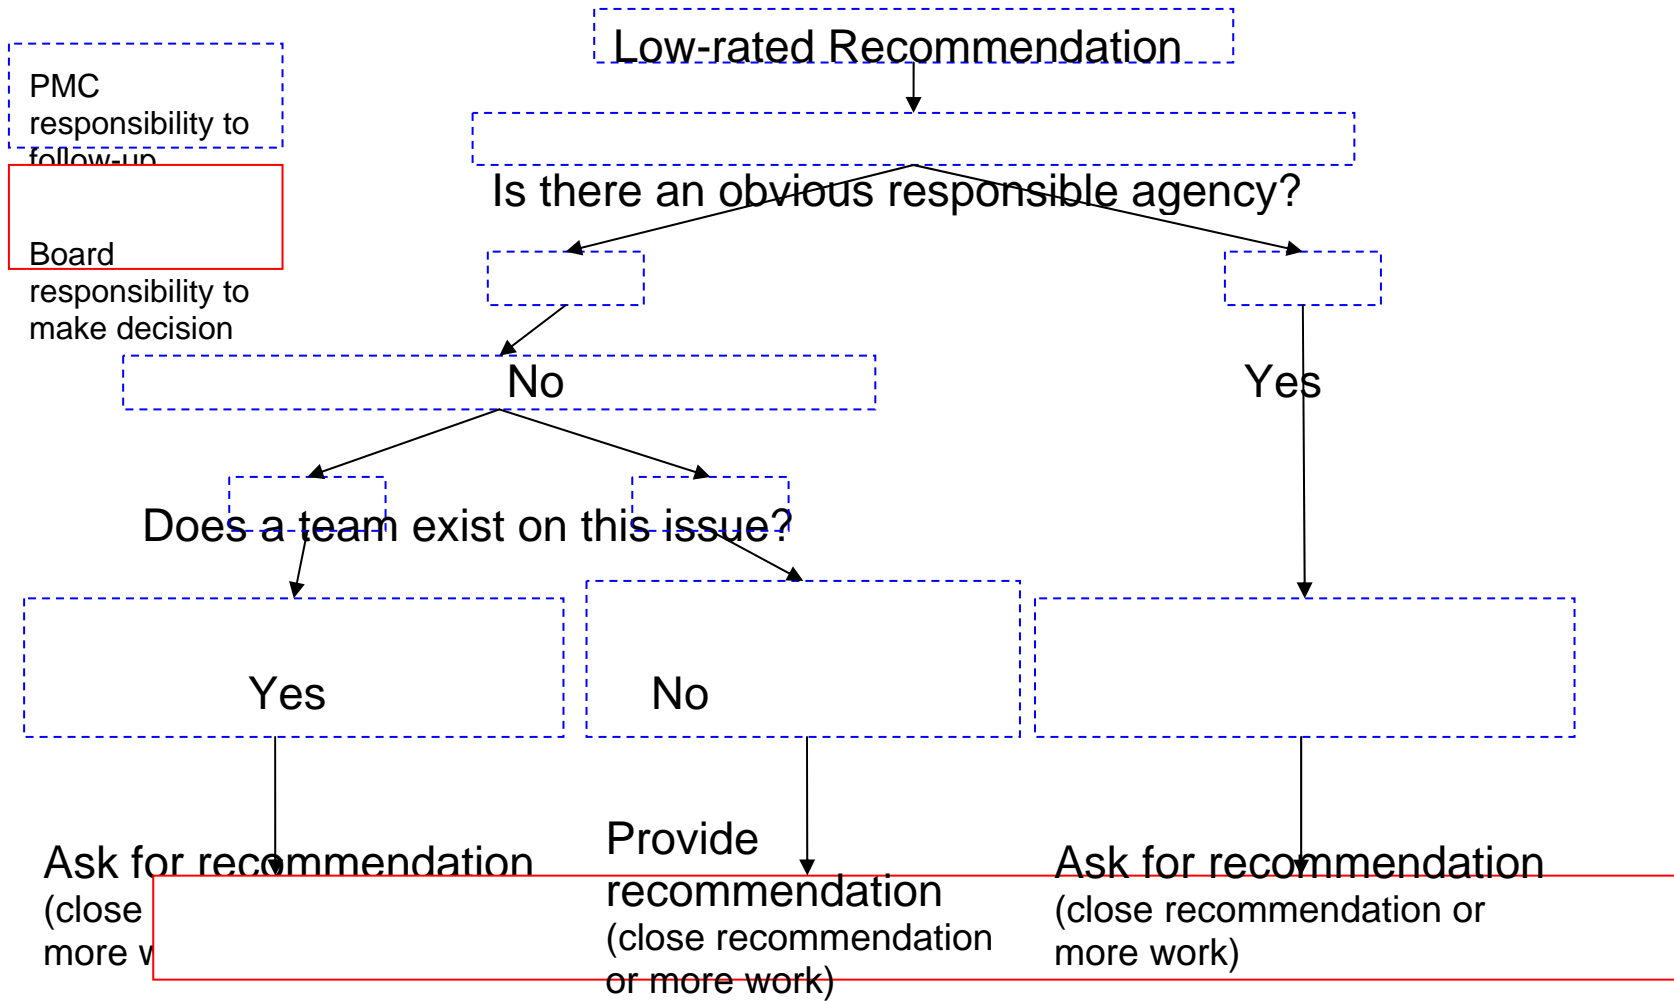 Low-rated Recommendation
PMC
responsibility to
follow-up
Is there an obvious responsible agency?
Board
responsibility to
make decision
No
Yes
Does a team exist on this issue?
Yes
No
Ask for recommendation
(close
more
Provide
recommendation
(close recommendation
or more work)
Ask for recommendation
(close recommendation or
more work)